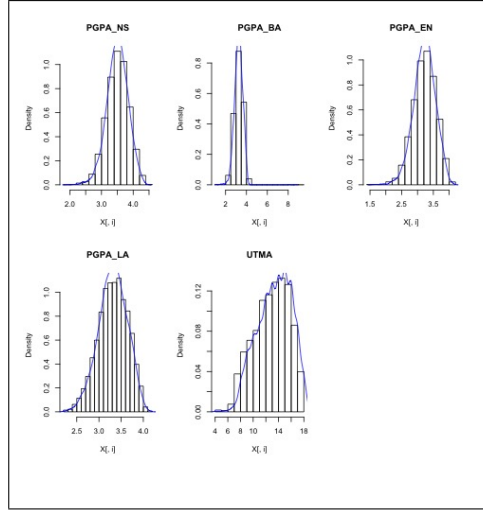 PGPA_NS
Density
0.0 0.2 0.4 0.6 0.8 1.0
2.0 3.0 4.0
X[, i]
PGPA_BA
Density
0.0 0.2 0.4 0.6 0.8
2 4 6 8
X[, i]
PGPA_EN
Density
0.0 0.2 0.4 0.6 0.8 1.0
1.5 2.5 3.5
X[, i]
PGPA_LA
Density
0.0 0.2 0.4 0.6 0.8 1.0
2.5 3.0 3.5 4.0
X[, i]
UTMA
Density
0.00 0.04 0.08 0.12
4 6 8 10 14 18
X[, i]